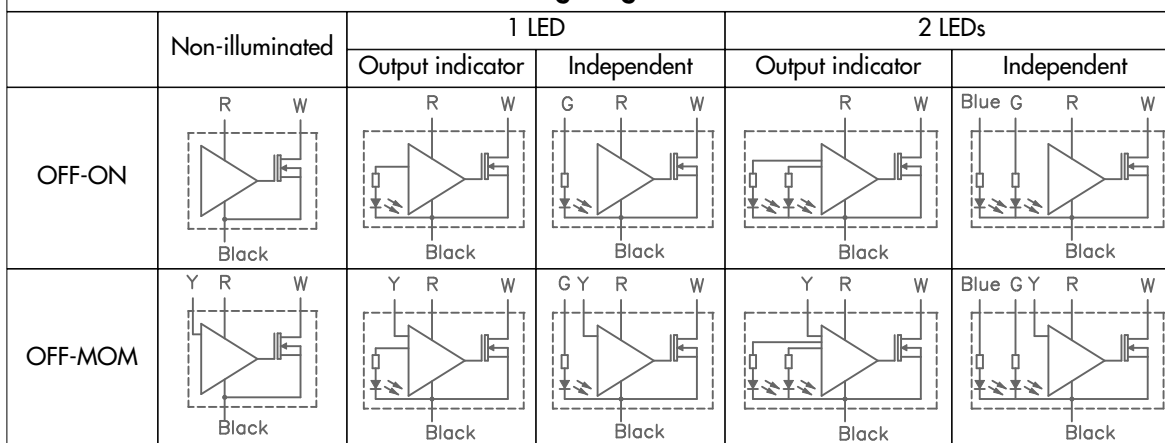 1 LED 2 LEDs
Non-illuminated
Output indicator Independent Output indicator Independent
R W R W G R W R W Blue G R W
OFF-ON
Black Black Black Black Black
Y R W Y R W G Y R W Y R W Blue G Y R W
OFF-MOM
Black Black Black Black Black